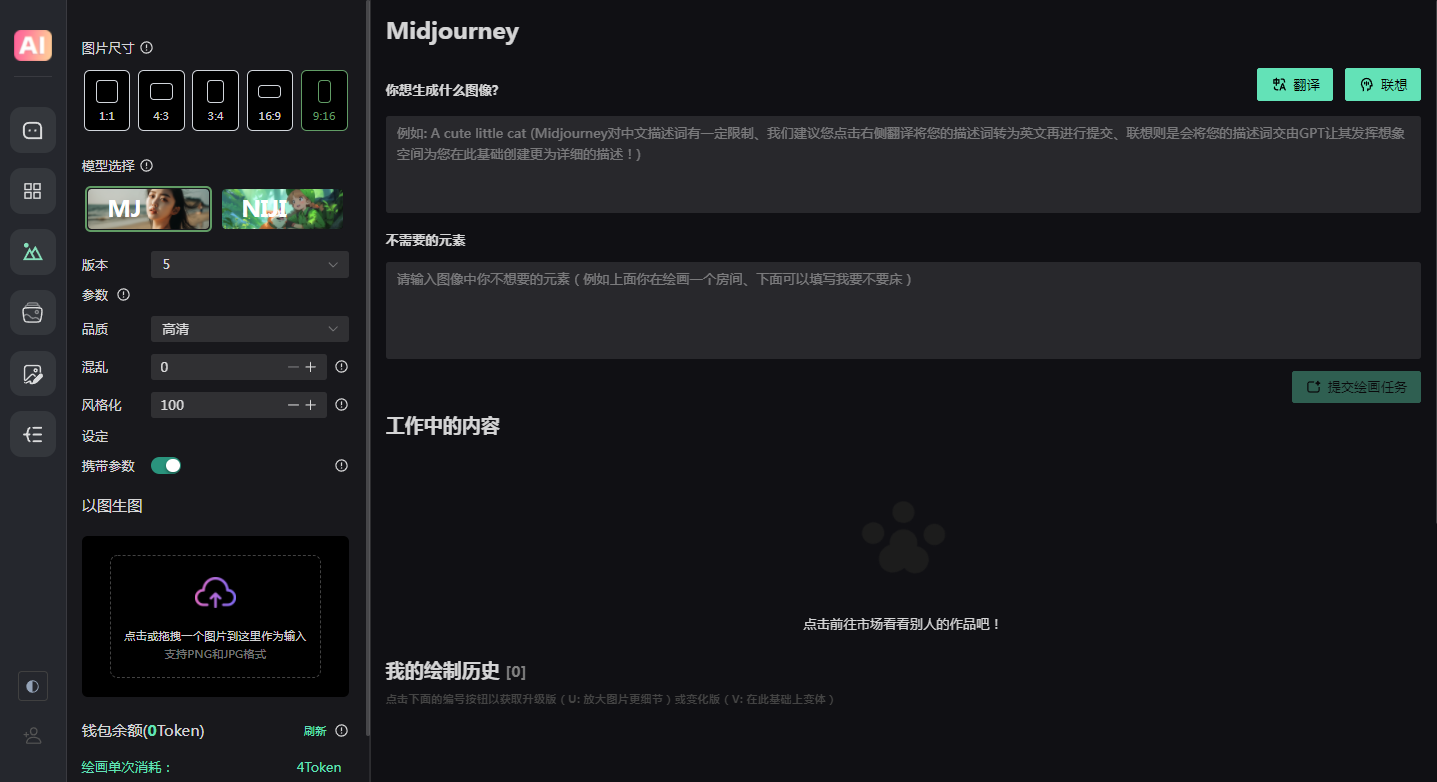 AI
图片尺寸
1:1
4:3
3:4
16:9
9:16
模型选择
MJ
NIJI
版本
5
参数
品质
高清
混乱
0
风格化
100
设定
携带参数
以图生图
点击或拖拽一个图片到这里作为输入
支持PNG和JPG格式
钱包余额(0Token)
刷新
绘画单次消耗：
4Token
Midjourney
你想生成什么图像?
翻译
联想
例如: A cute little cat (Midjourney对中文描述词有一定限制、我们建议您点击右侧翻译将您的描述词转为英文再进行提交、联想则是会将您的描述词交由GPT让其发挥想象
空间为您在此基础创建更为详细的描述！)
不需要的元素
请输入图像中你不想要的元素（例如上面你在绘画一个房间、下面可以填写我要不要床）
提交绘画任务
工作中的内容
点击前往市场看看别人的作品吧！
我的绘制历史 [0]
点击下面的编号按钮以获取升级版（U: 放大图片更细节）或变化版（V: 在此基础上变体）